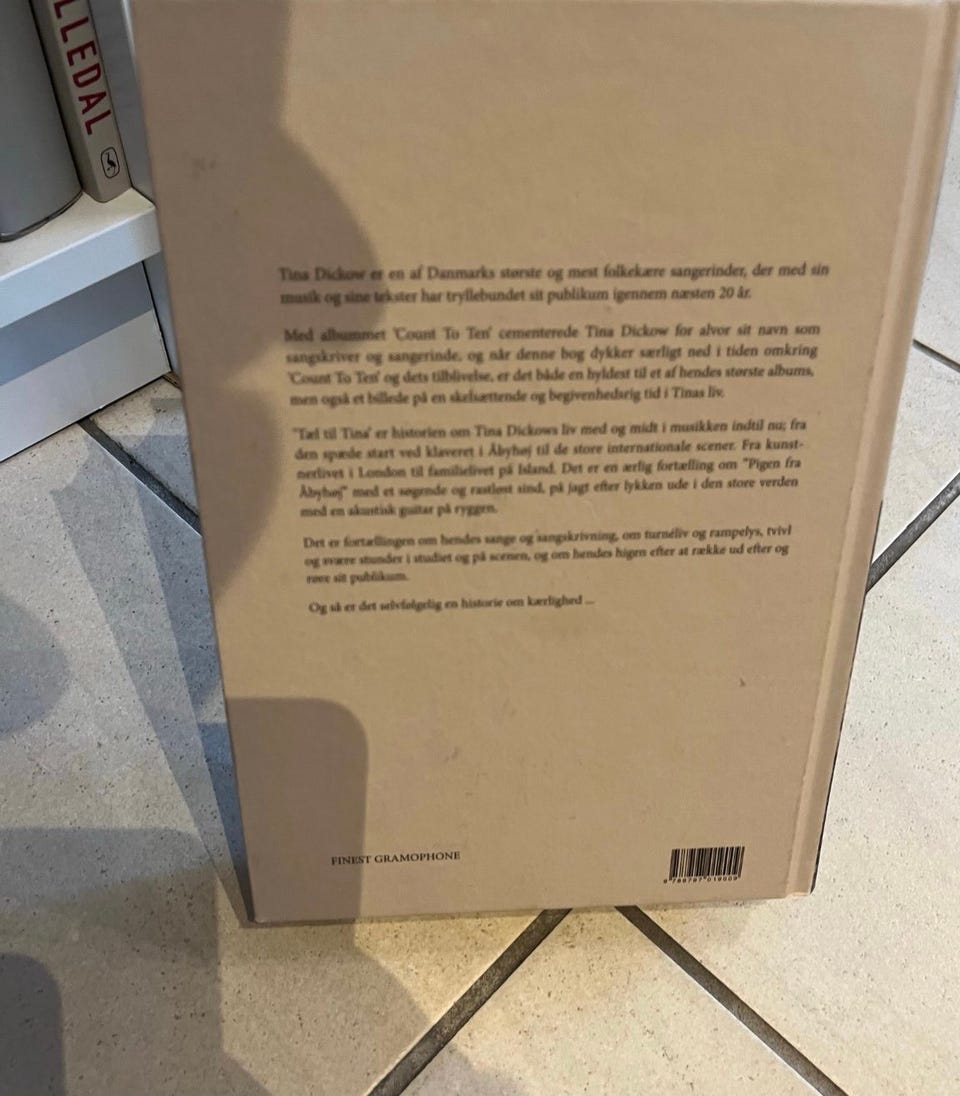 LLEDAL
Tina Dickow er en af Danmarks største og mest folkekære sangerinder, der med sin
musik og sine tekster har tryllebundet sit publikum igennem næsten 20 år.
Med albummet 'Count To Ten' cementerede Tina Dickow for alvor sit navn som
sangskriver og sangerinde, og når denne bog dykker særligt ned i tiden omkring
'Count To Ten' og dets tilblivelse, er det både en hyldest til et af hendes største albums,
men også et billede på en skelsættende og begivenhedsrig tid i Tinas liv.
'Tæl til Tina' er historien om Tina Dickows liv med og midt i musikken indtil nu; fra
den spæde start ved klaveret i Åbyhøj til de store internationale scener. Fra kunst-
nerlivet i London til familielivet på Island. Det er en ærlig fortælling om "Pigen fra
Åbyhøj" med et søgende og rastløst sind, på jagt efter lykken ude i den store verden
med en akustisk guitar på ryggen.
Det er fortællingen om hendes sange og sangskrivning, om turnéliv og rampelys, tvivl
og svære stunder i studiet og på scenen, og om hendes higen efter at række ud efter og
røre sit publikum.
Og så er det selvfølgelig en historie om kærlighed ...
FINEST GRAMOPHONE